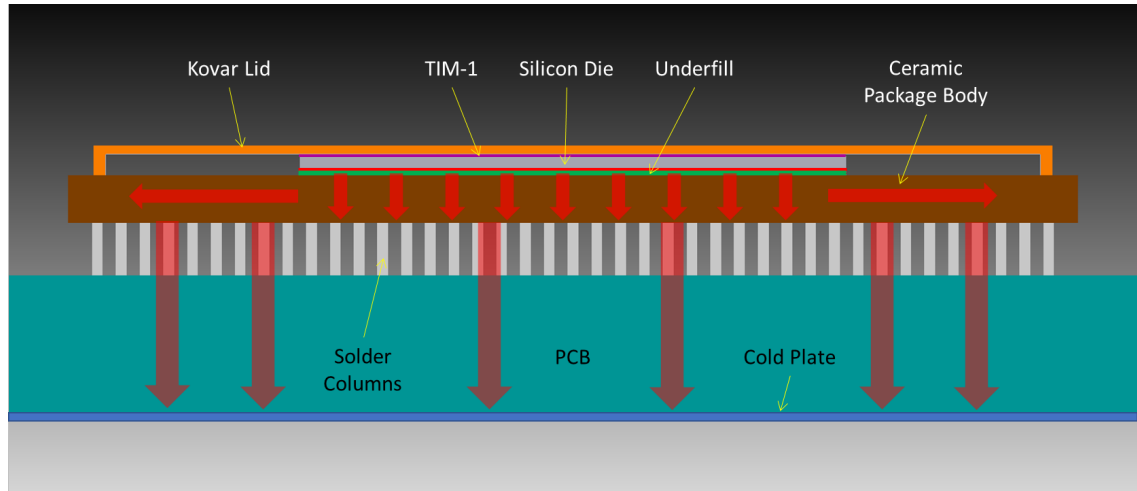 Kovar Lid
TIM-1
Silicon Die
Underfill
Ceramic
Package Body
Solder
Columns
PCB
Cold Plate